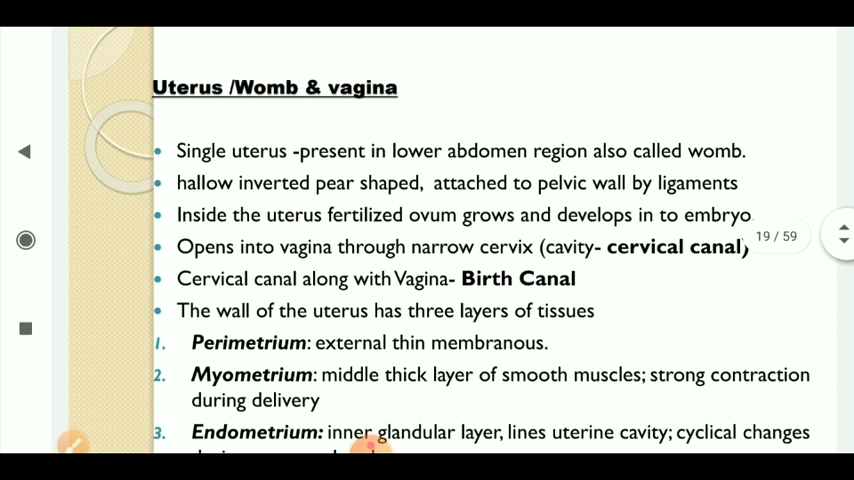 Uterus /Womb & vagina
• Single uterus -present in lower abdomen region also called womb.
• hallow inverted pear shaped, attached to pelvic wall by ligaments
• Inside the uterus fertilized ovum grows and develops in to embryo
• Opens into vagina through narrow cervix (cavity- cervical canal)
19 / 59
• Cervical canal along with Vagina- Birth Canal
• The wall of the uterus has three layers of tissues
1. Perimetrium: external thin membranous.
2. Myometrium: middle thick layer of smooth muscles; strong contraction
during delivery
3. Endometrium: inner glandular layer, lines uterine cavity; cyclical changes